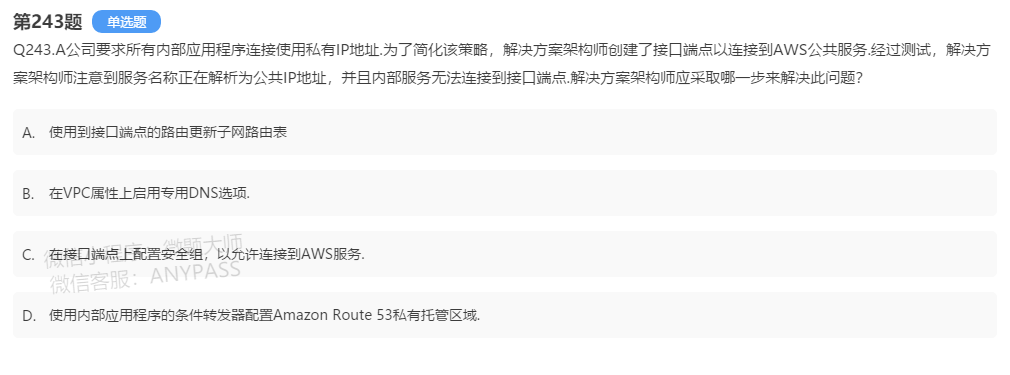 第243题 单选题
Q243.A公司要求所有内部应用程序连接使用私有IP地址.为了简化该策略，解决方案架构师创建了接口端点以连接到AWS公共服务.经过测试，解决方
案架构师注意到服务名称正在解析为公共IP地址，并且内部服务无法连接到接口端点.解决方案架构师应采取哪一步来解决此问题？
A. 使用到接口端点的路由更新子网路由表
B. 在VPC属性上启用专用DNS选项.
C. 在接口端点上配置安全组，以允许连接到AWS服务.
微信小程序：微题大师
微信客服：ANYPASS
D. 使用内部应用程序的条件转发器配置Amazon Route 53私有托管区域.